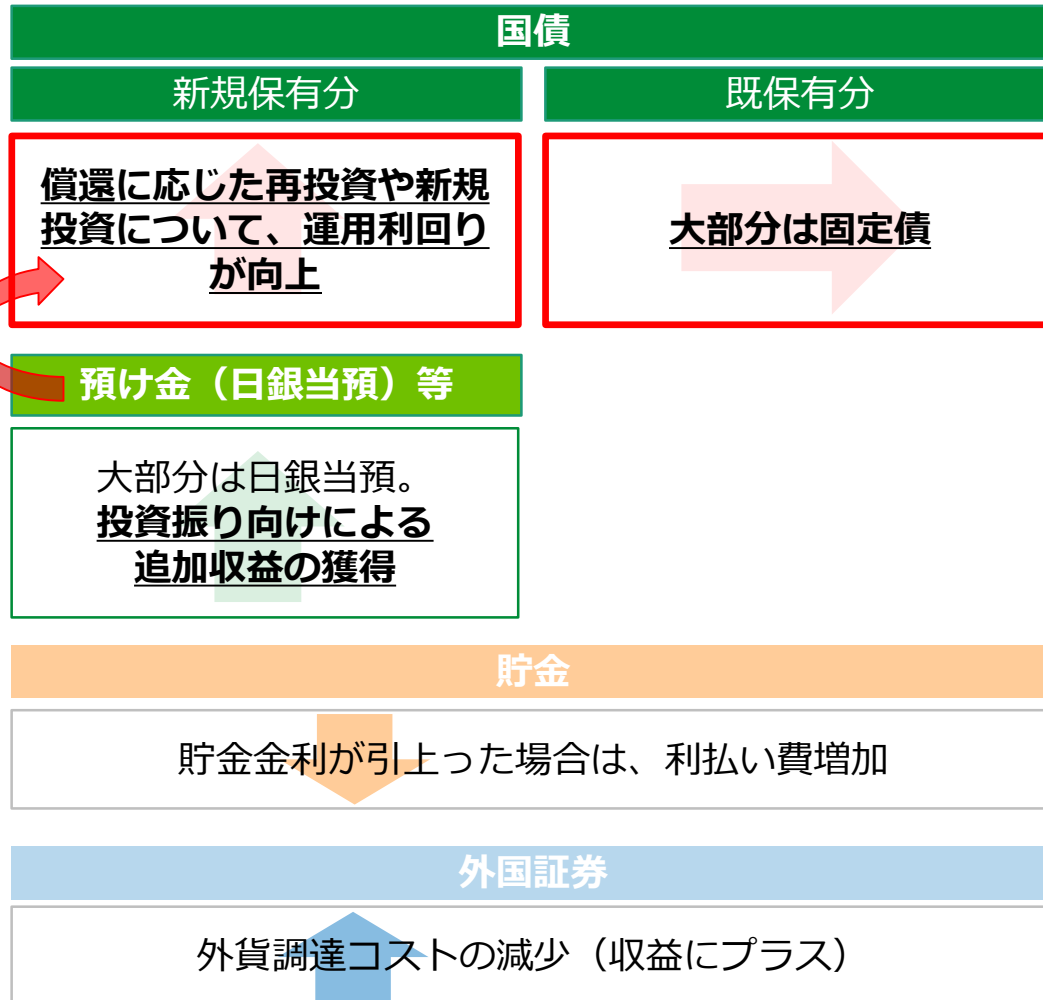 国債
新規保有分
既保有分
償還に応じた再投資や新規
投資について、運用利回り
が向上
大部分は固定債
預け金（日銀当預）等
大部分は日銀当預。
投資振り向けによる
追加収益の獲得
貯金
貯金金利が引上った場合は、利払い費増加
外国証券
外貨調達コストの減少（収益にプラス）